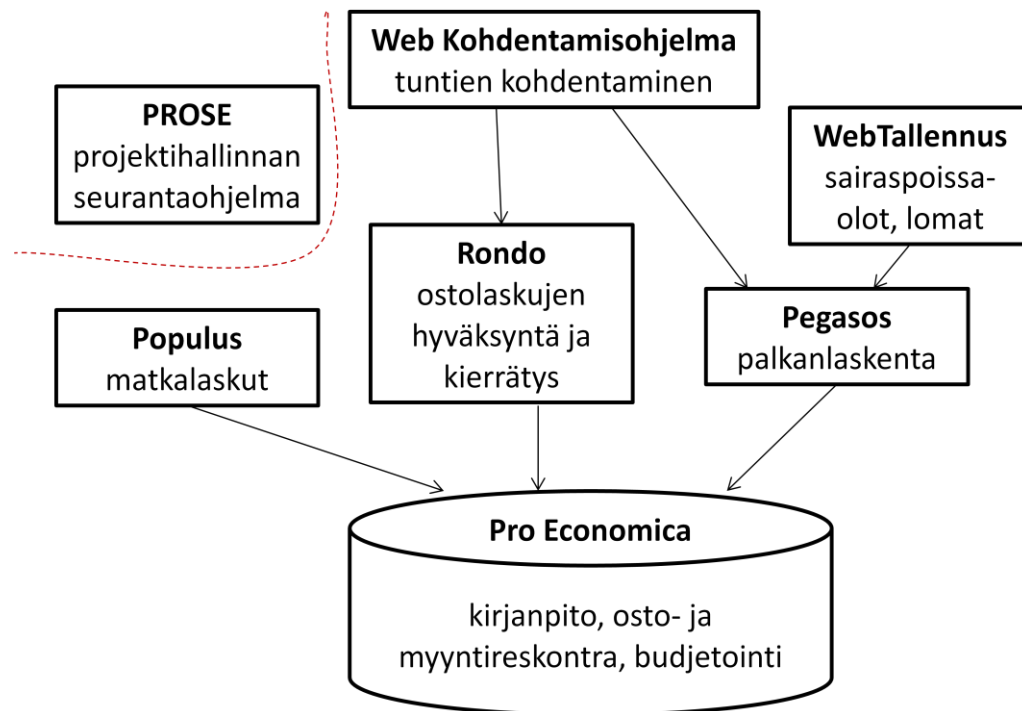 Web Kohdentamisohjelma
tuntien kohdentaminen
PROSE
projektihallinnan
seurantaohjelma
WebTallennus
sairaspoissa-
olot, lomat
Rondo
ostolaskujen
hyväksyntä ja
kierrätys
Populus
matkalaskut
Pegasos
palkanlaskenta
Pro Economica
kirjanpito, osto- ja
myyntireskontra, budjetointi